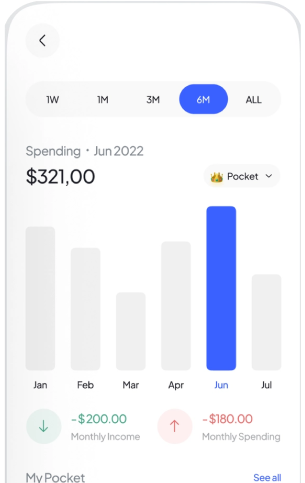 1W 1M 3M 6M ALL
Spending • Jun 2022
$321,00
Pocket
Jan Feb Mar Apr Jun Jul
-$200.00 -$180.00
Monthly Income Monthly Spending
My Pocket See all